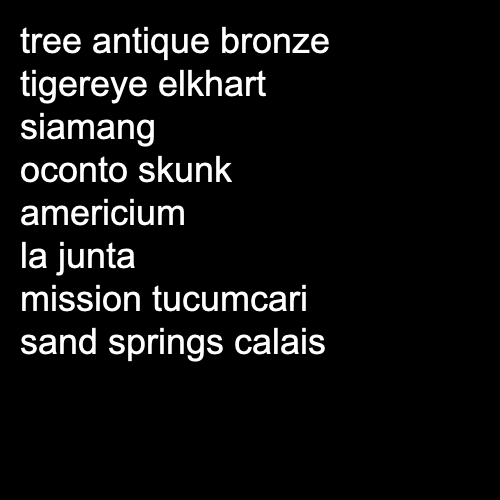 tree antique bronze
tigereye elkhart
siamang
oconto skunk
americium
la junta
mission tucumcari
sand springs calais